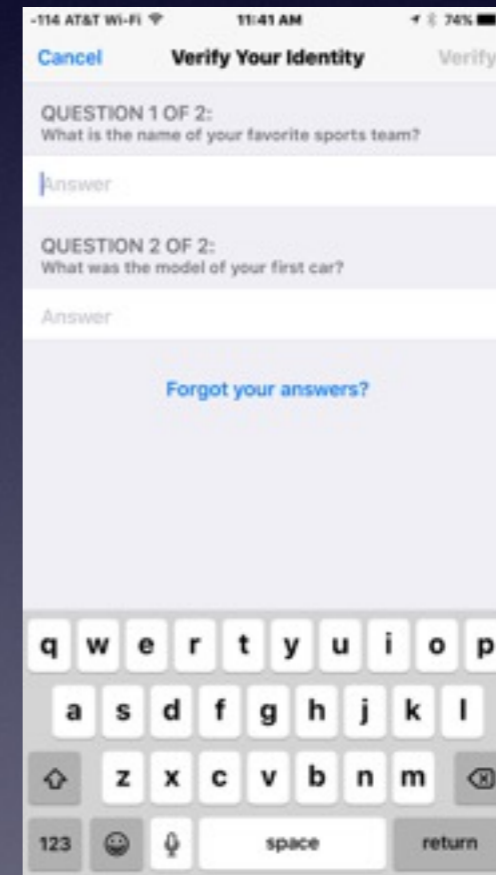 -114 AT&T Wi-Fi 11:41 AM 74%
Cancel Verify Your Identity Verify
QUESTION 1 OF 2:
What is the name of your favorite sports team?
Answer
QUESTION 2 OF 2:
What was the model of your first car?
Answer
Forgot your answers?
q w e r t y u i o p
a s d f g h j k l
z x c v b n m
123 space return